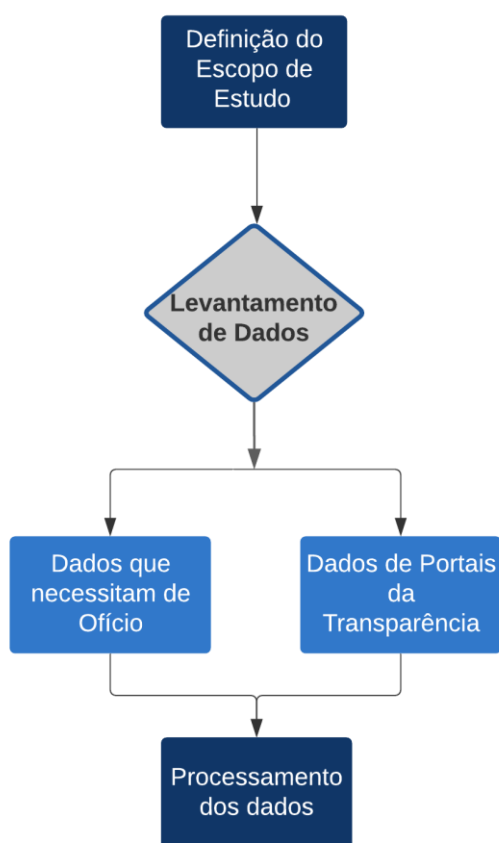 Definição do
Escopo de
Estudo
Levantamento
de Dados
Dados que
necessitam de
Ofício
Dados de Portais
da
Transparência
Processamento
dos dados